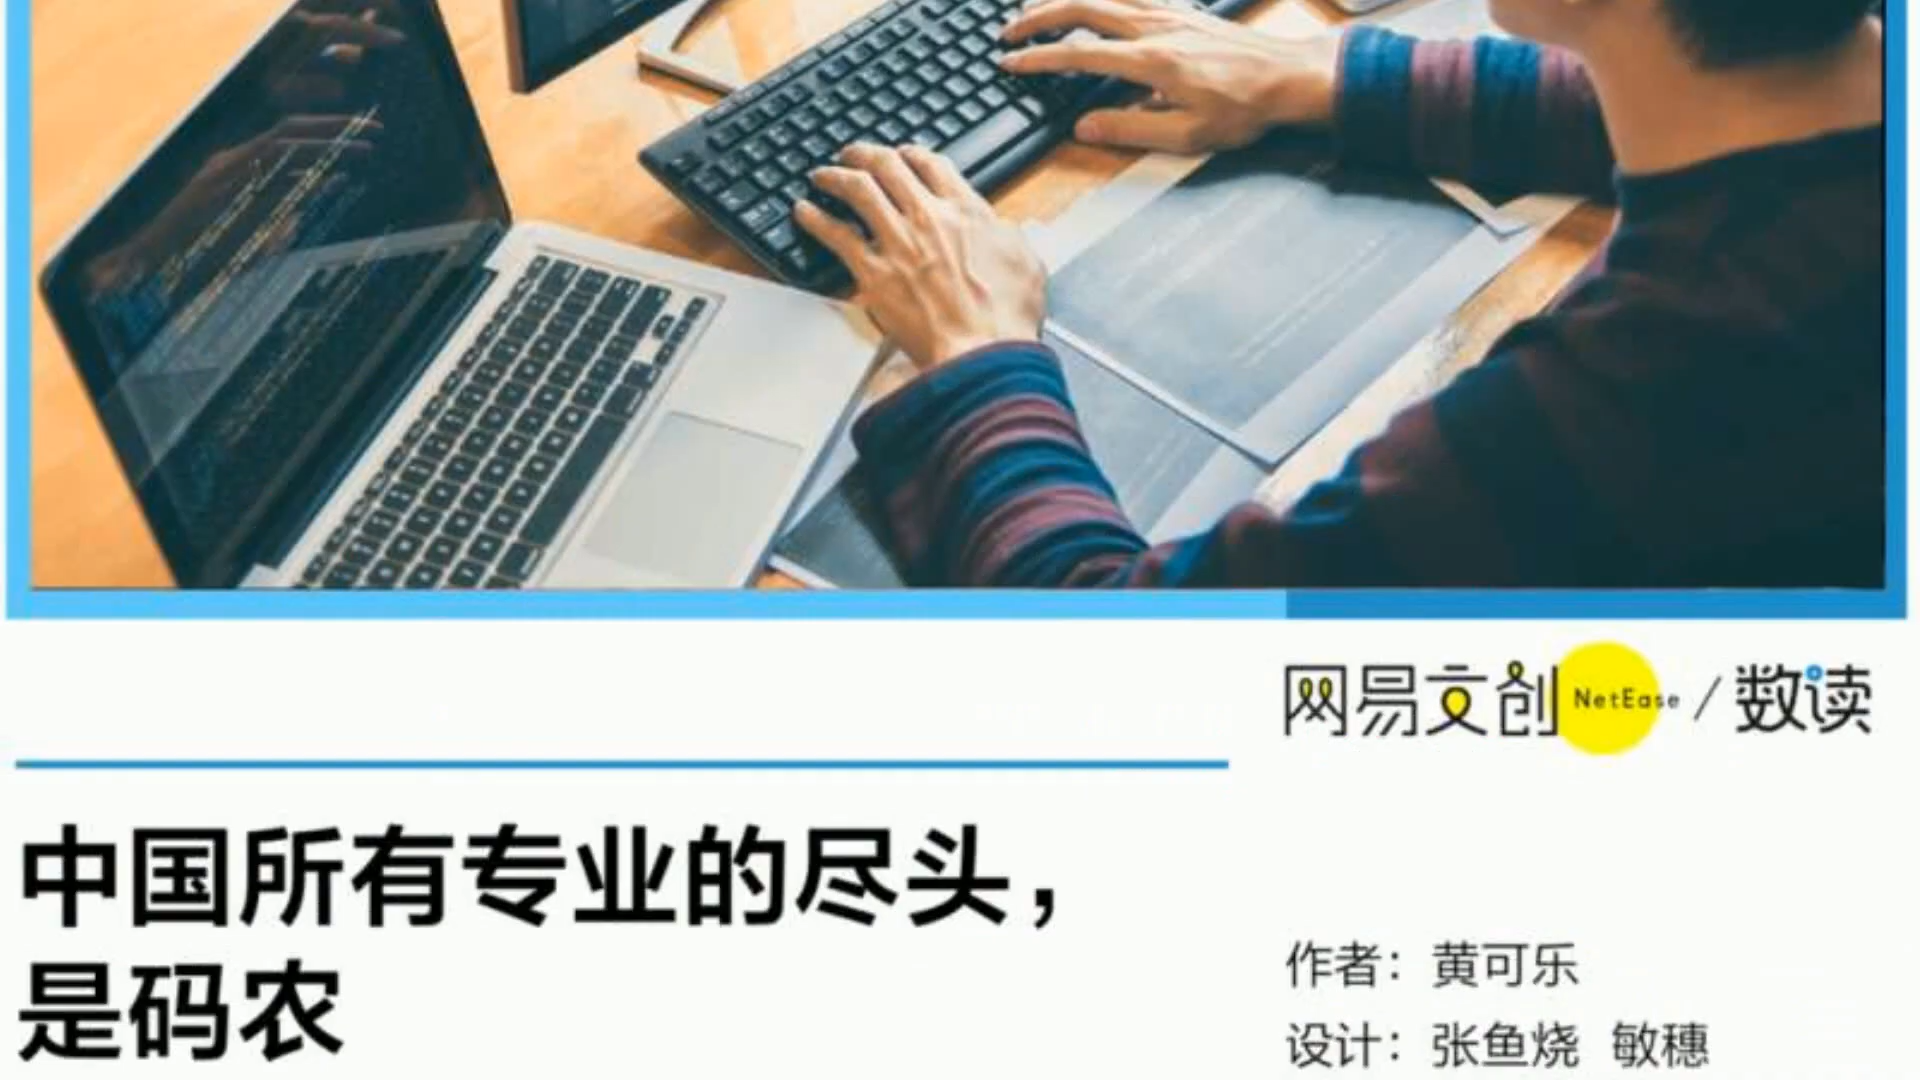 网易文创 NetEase / 数读
中国所有专业的尽头，
是码农
作者：黄可乐
设计：张鱼烧 敏穗